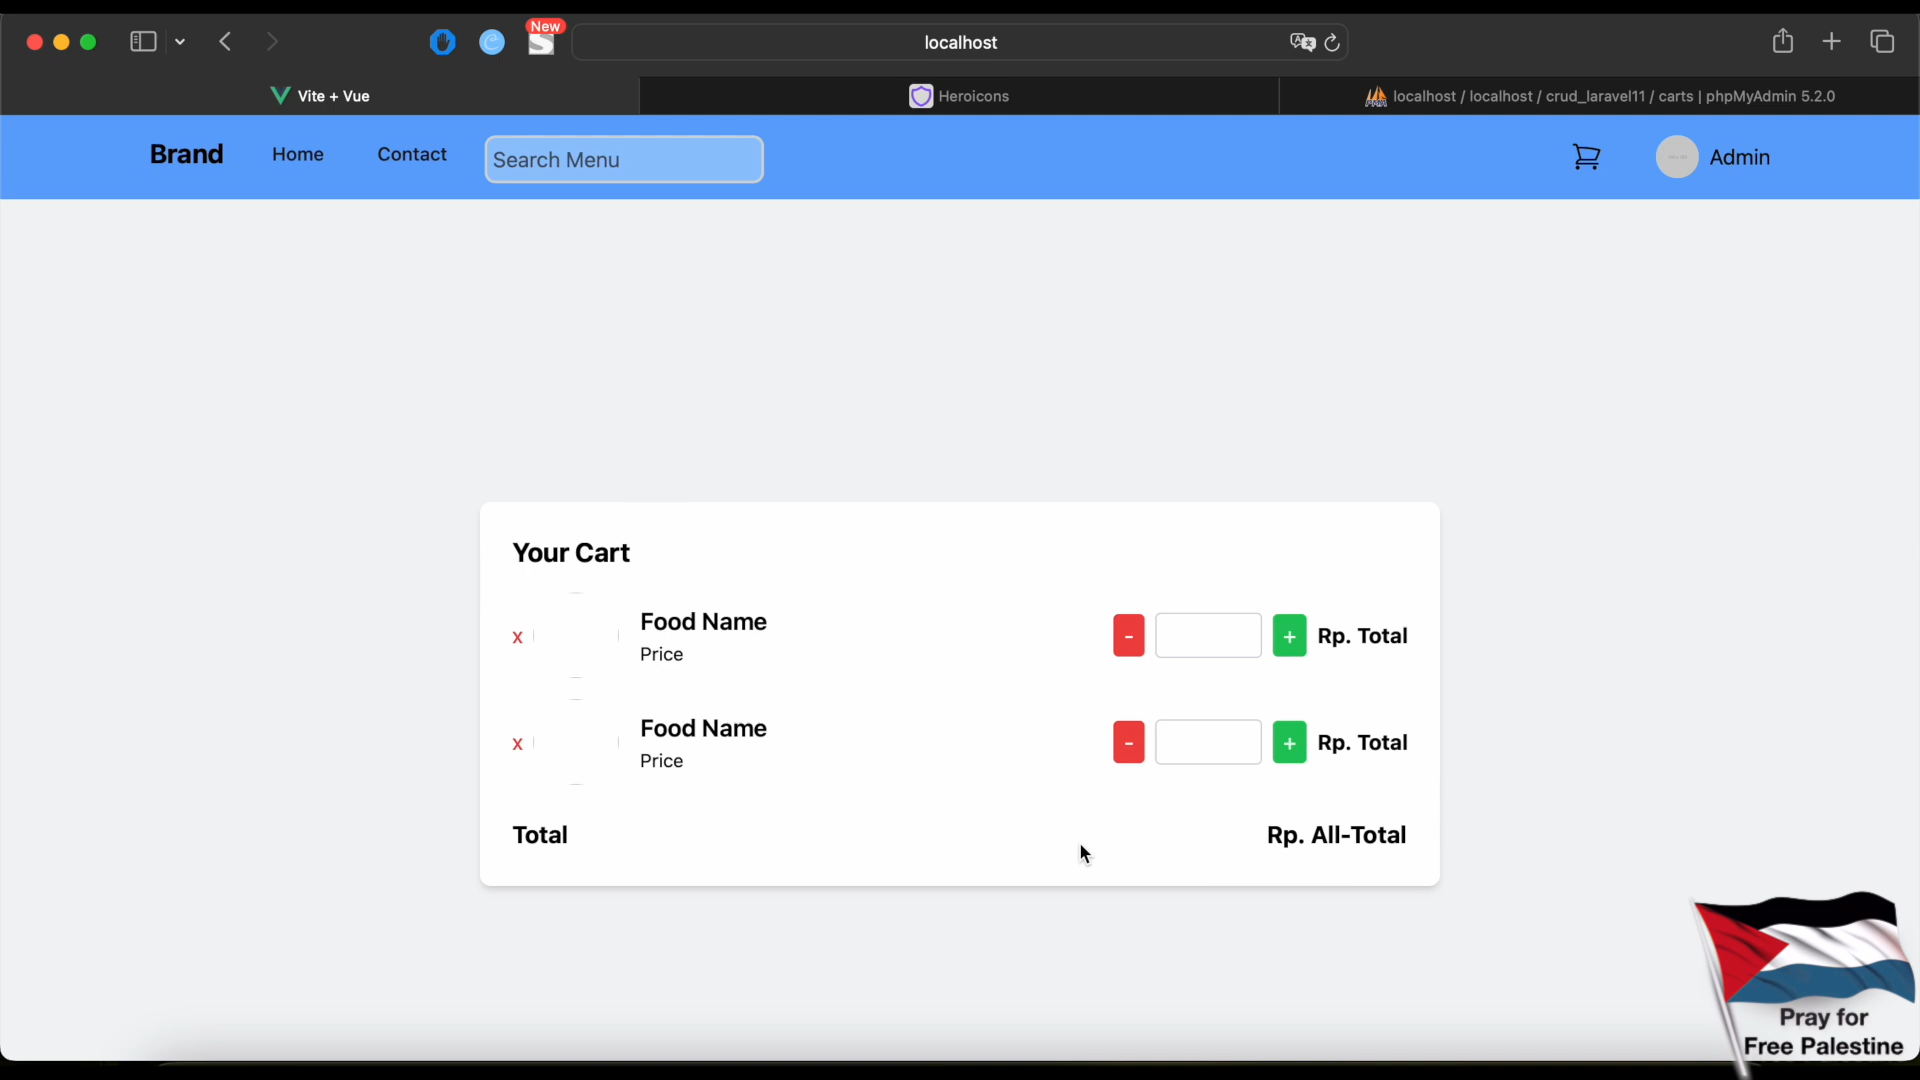 New
localhost
Vite + Vue
Heroicons
localhost / localhost / crud_laravel11 / carts | phpMyAdmin 5.2.0
Brand Home Contact Search Menu Admin
Your Cart
x Food Name - + Rp. Total
Price
x Food Name - + Rp. Total
Price
Total Rp. All-Total
Pray for
Free Palestine